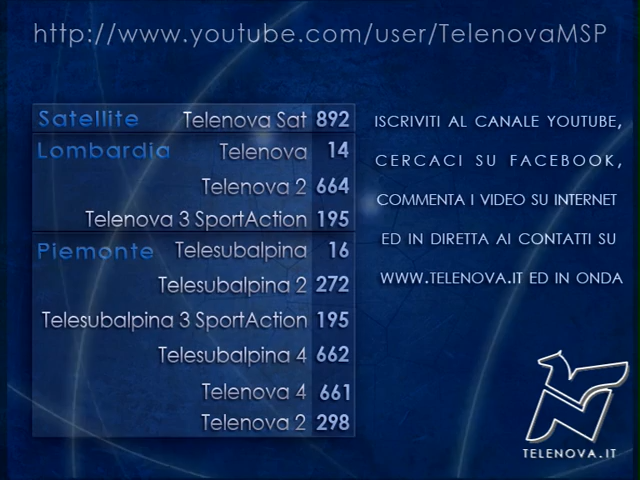 http://www.youtube.com/user/TelenovaMSP
Satellite Telenova Sat 892
Lombardia Telenova 14
Telenova 2 664
Telenova 3 SportAction 195
Piemonte Telesubalpina 16
Telesubalpina 2 272
Telesubalpina 3 SportAction 195
Telesubalpina 4 662
Telenova 4 661
Telenova 2 298
ISCRIVITI AL CANALE YOUTUBE,
CERCACI SU FACEBOOK,
COMMENTA I VIDEO SU INTERNET
ED IN DIRETTA AI CONTATTI SU
WWW.TELENOVA.IT ED IN ONDA
TELENOVA.IT